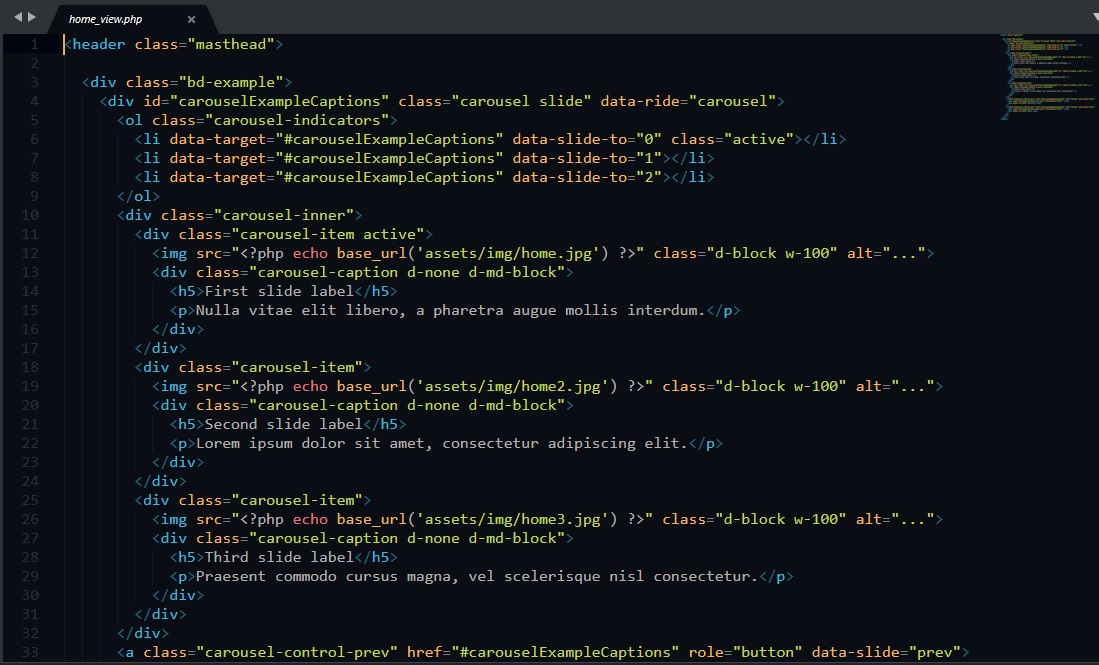 home_view.php ×
1 <header class="masthead">
2
3 <div class="bd-example">
4 <div id="carouselExampleCaptions" class="carousel slide" data-ride="carousel">
5 <ol class="carousel-indicators">
6 <li data-target="#carouselExampleCaptions" data-slide-to="0" class="active"></li>
7 <li data-target="#carouselExampleCaptions" data-slide-to="1"></li>
8 <li data-target="#carouselExampleCaptions" data-slide-to="2"></li>
9 </ol>
10 <div class="carousel-inner">
11 <div class="carousel-item active">
12 <img src="<?php echo base_url('assets/img/home.jpg') ?>" class="d-block w-100" alt="...">
13 <div class="carousel-caption d-none d-md-block">
14 <h5>First slide label</h5>
15 <p>Nulla vitae elit libero, a pharetra augue mollis interdum.</p>
16 </div>
17 </div>
18 <div class="carousel-item">
19 <img src="<?php echo base_url('assets/img/home2.jpg') ?>" class="d-block w-100" alt="...">
20 <div class="carousel-caption d-none d-md-block">
21 <h5>Second slide label</h5>
22 <p>Lorem ipsum dolor sit amet, consectetur adipiscing elit.</p>
23 </div>
24 </div>
25 <div class="carousel-item">
26 <img src="<?php echo base_url('assets/img/home3.jpg') ?>" class="d-block w-100" alt="...">
27 <div class="carousel-caption d-none d-md-block">
28 <h5>Third slide label</h5>
29 <p>Praesent commodo cursus magna, vel scelerisque nisl consectetur.</p>
30 </div>
31 </div>
32 </div>
33 <a class="carousel-control-prev" href="#carouselExampleCaptions" role="button" data-slide="prev">